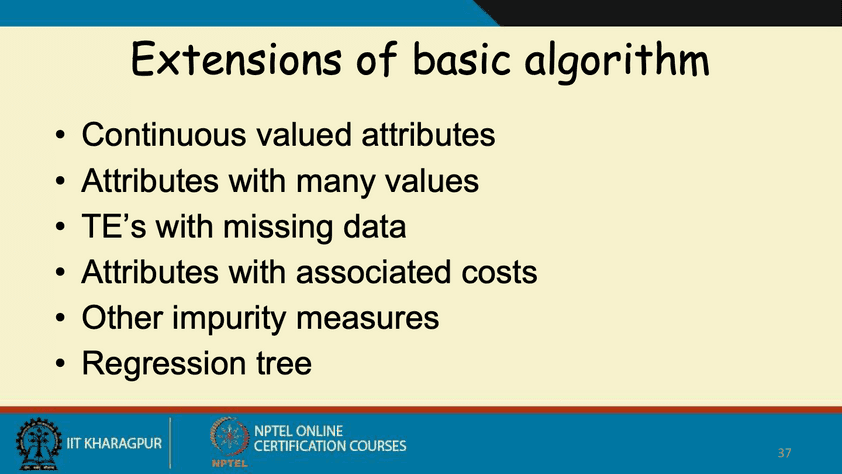 Extensions of basic algorithm
• Continuous valued attributes
• Attributes with many values
• TE’s with missing data
• Attributes with associated costs
• Other impurity measures
• Regression tree
IIT KHARAGPUR
NPTEL
NPTEL ONLINE
CERTIFICATION COURSES
37